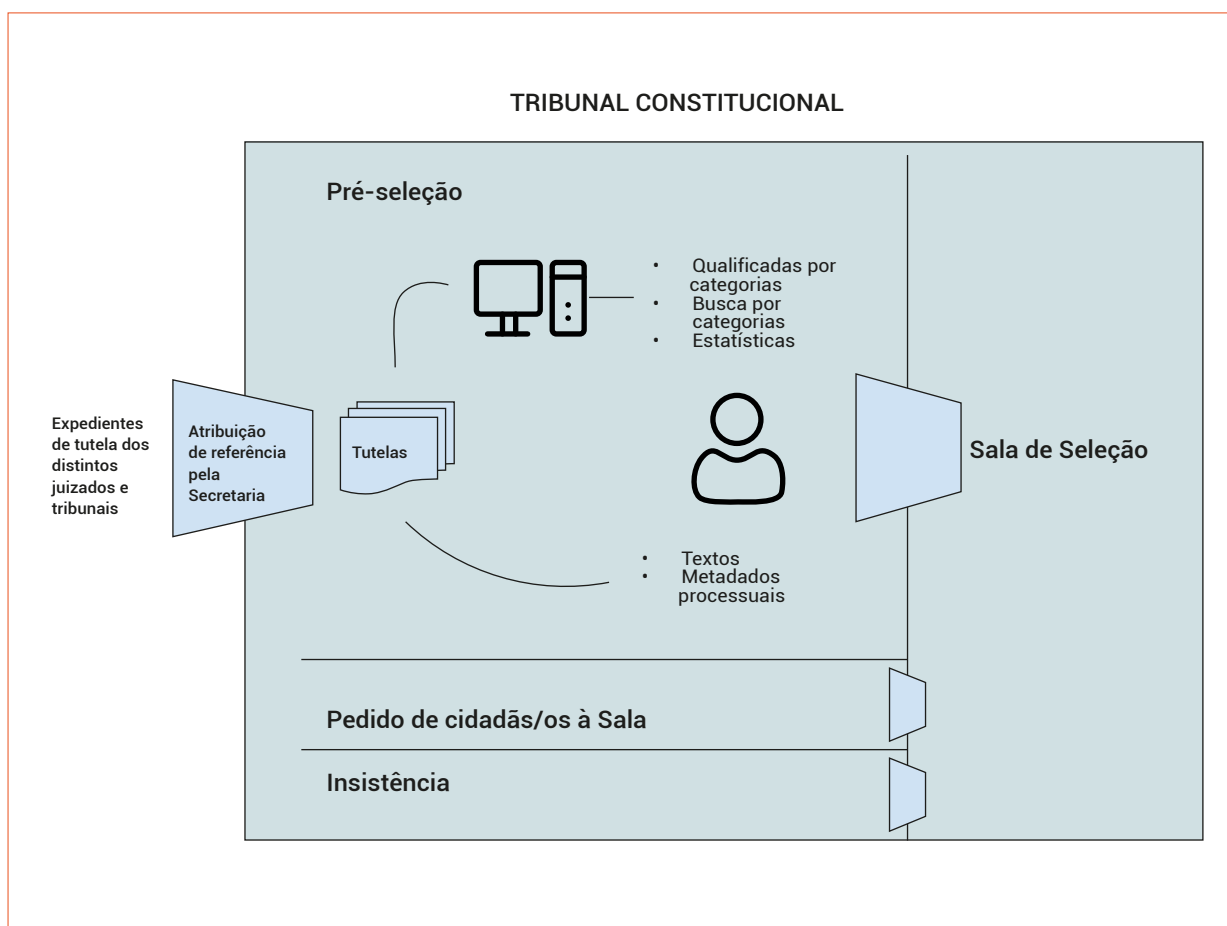 TRIBUNAL CONSTITUCIONAL
Pré-seleção
• Qualificadas por
categorias
• Busca por
categorias
• Estatísticas
Expedientes
de tutela dos
distintos
juizados e
tribunais
Atribuição
de referência
pela
Secretaria
Tutelas
Sala de Seleção
• Textos
• Metadados
processuais
Pedido de cidadãs/os à Sala
Insistência